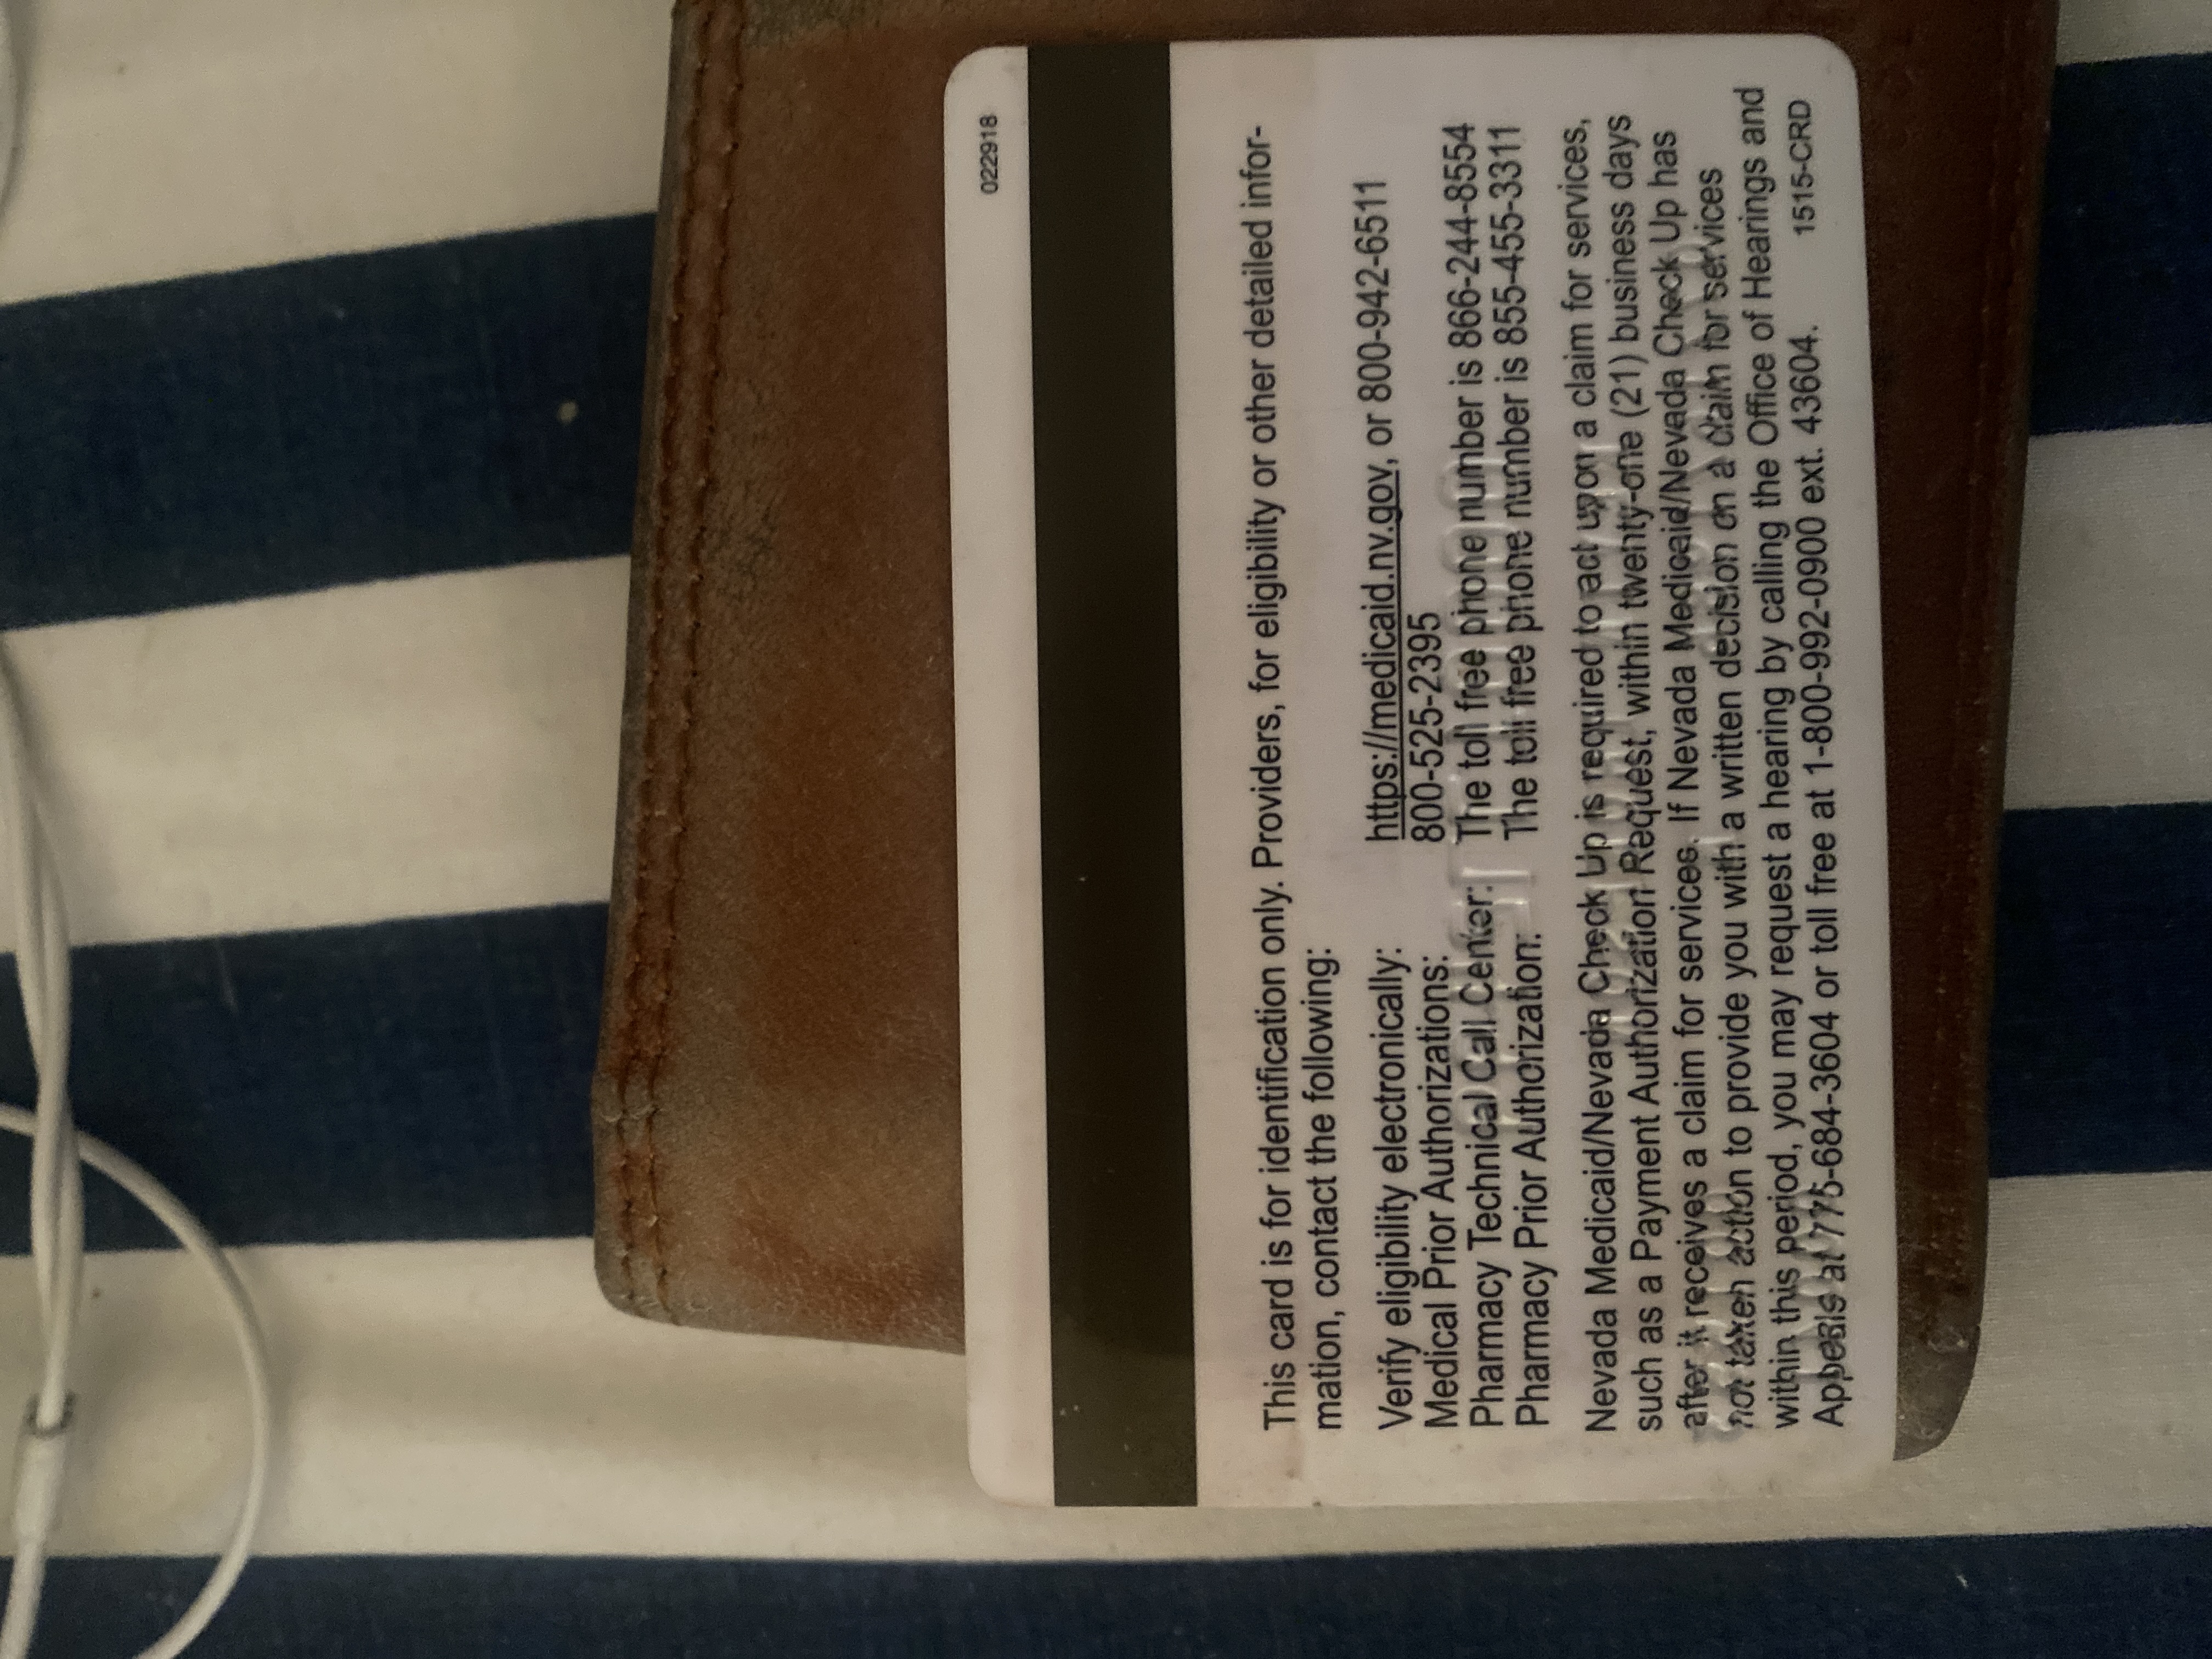 022918
This card is for identification only. Providers, for eligibility or other detailed infor-
mation, contact the following:
Verify eligibility electronically: https://medicaid.nv.gov, or 800-942-6511
Medical Prior Authorizations: 800-525-2395
Pharmacy Technical Call Center: The toll free phone number is 866-244-8554
Pharmacy Prior Authorization: The toll free phone number is 855-455-3311
Nevada Medicaid/Nevada Check Up is required to act upon a claim for services,
such as a Payment Authorization Request, within twenty-one (21) business days
after it receives a claim for services. If Nevada Medicaid/Nevada Check Up has
not taken action to provide you with a written decision on a claim for services
within this period, you may request a hearing by calling the Office of Hearings and
Appeals at 775-684-3604 or toll free at 1-800-992-0900 ext. 43604.
1515-CRD